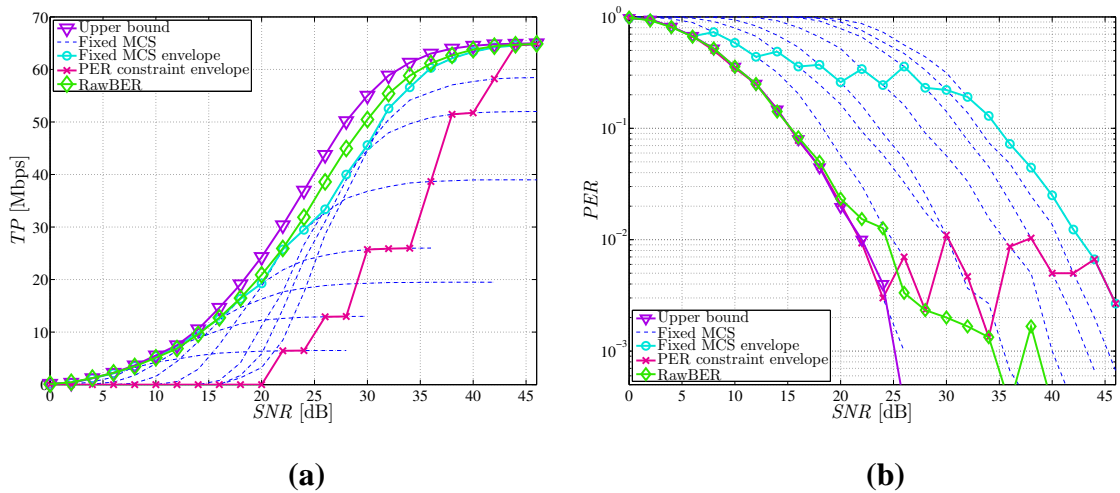 70
60
50
40
30
20
10
0
TP [Mbps]
0 5 10 15 20 25 30 35 40 45
SNR [dB]
Upper bound
Fixed MCS
Fixed MCS envelope
PER constraint envelope
RawBER
(a)
10^0
10^-1
10^-2
10^-3
PER
0 5 10 15 20 25 30 35 40 45
SNR [dB]
Upper bound
Fixed MCS
Fixed MCS envelope
PER constraint envelope
RawBER
(b)